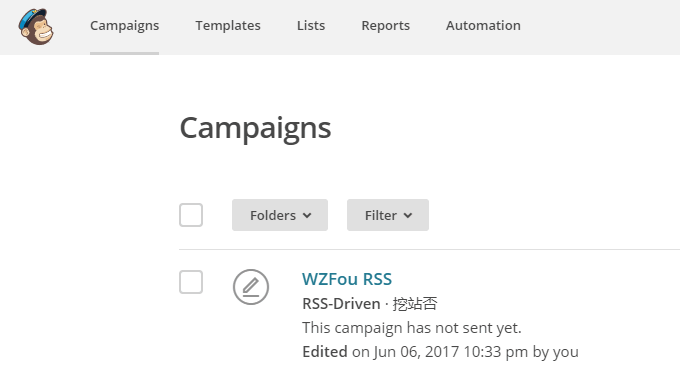 Campaigns Templates Lists Reports Automation
Campaigns
Folders Filter
WZFou RSS
RSS-Driven · 挖站否
This campaign has not sent yet.
Edited on Jun 06, 2017 10:33 pm by you